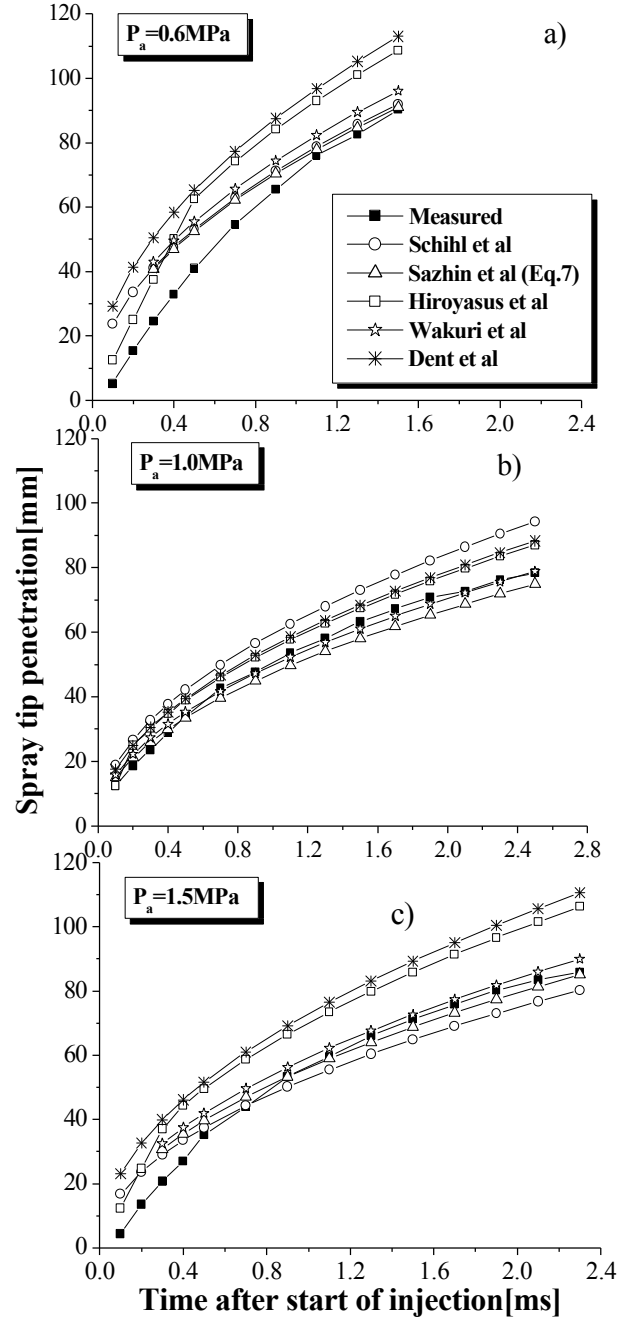 120
P_a=0.6MPa
a)
100
80
60
40
20
0
Measured
Schihl et al
Sazhin et al (Eq.7)
Hiroyasus et al
Wakuri et al
Dent et al
0.0 0.4 0.8 1.2 1.6 2.0 2.4
120
P_a=1.0MPa
b)
100
80
60
40
20
0
0.0 0.4 0.8 1.2 1.6 2.0 2.4 2.8
Spray tip penetration[mm]
120
P_a=1.5MPa
c)
100
80
60
40
20
0
0.0 0.4 0.8 1.2 1.6 2.0 2.4
Time after start of injection[ms]